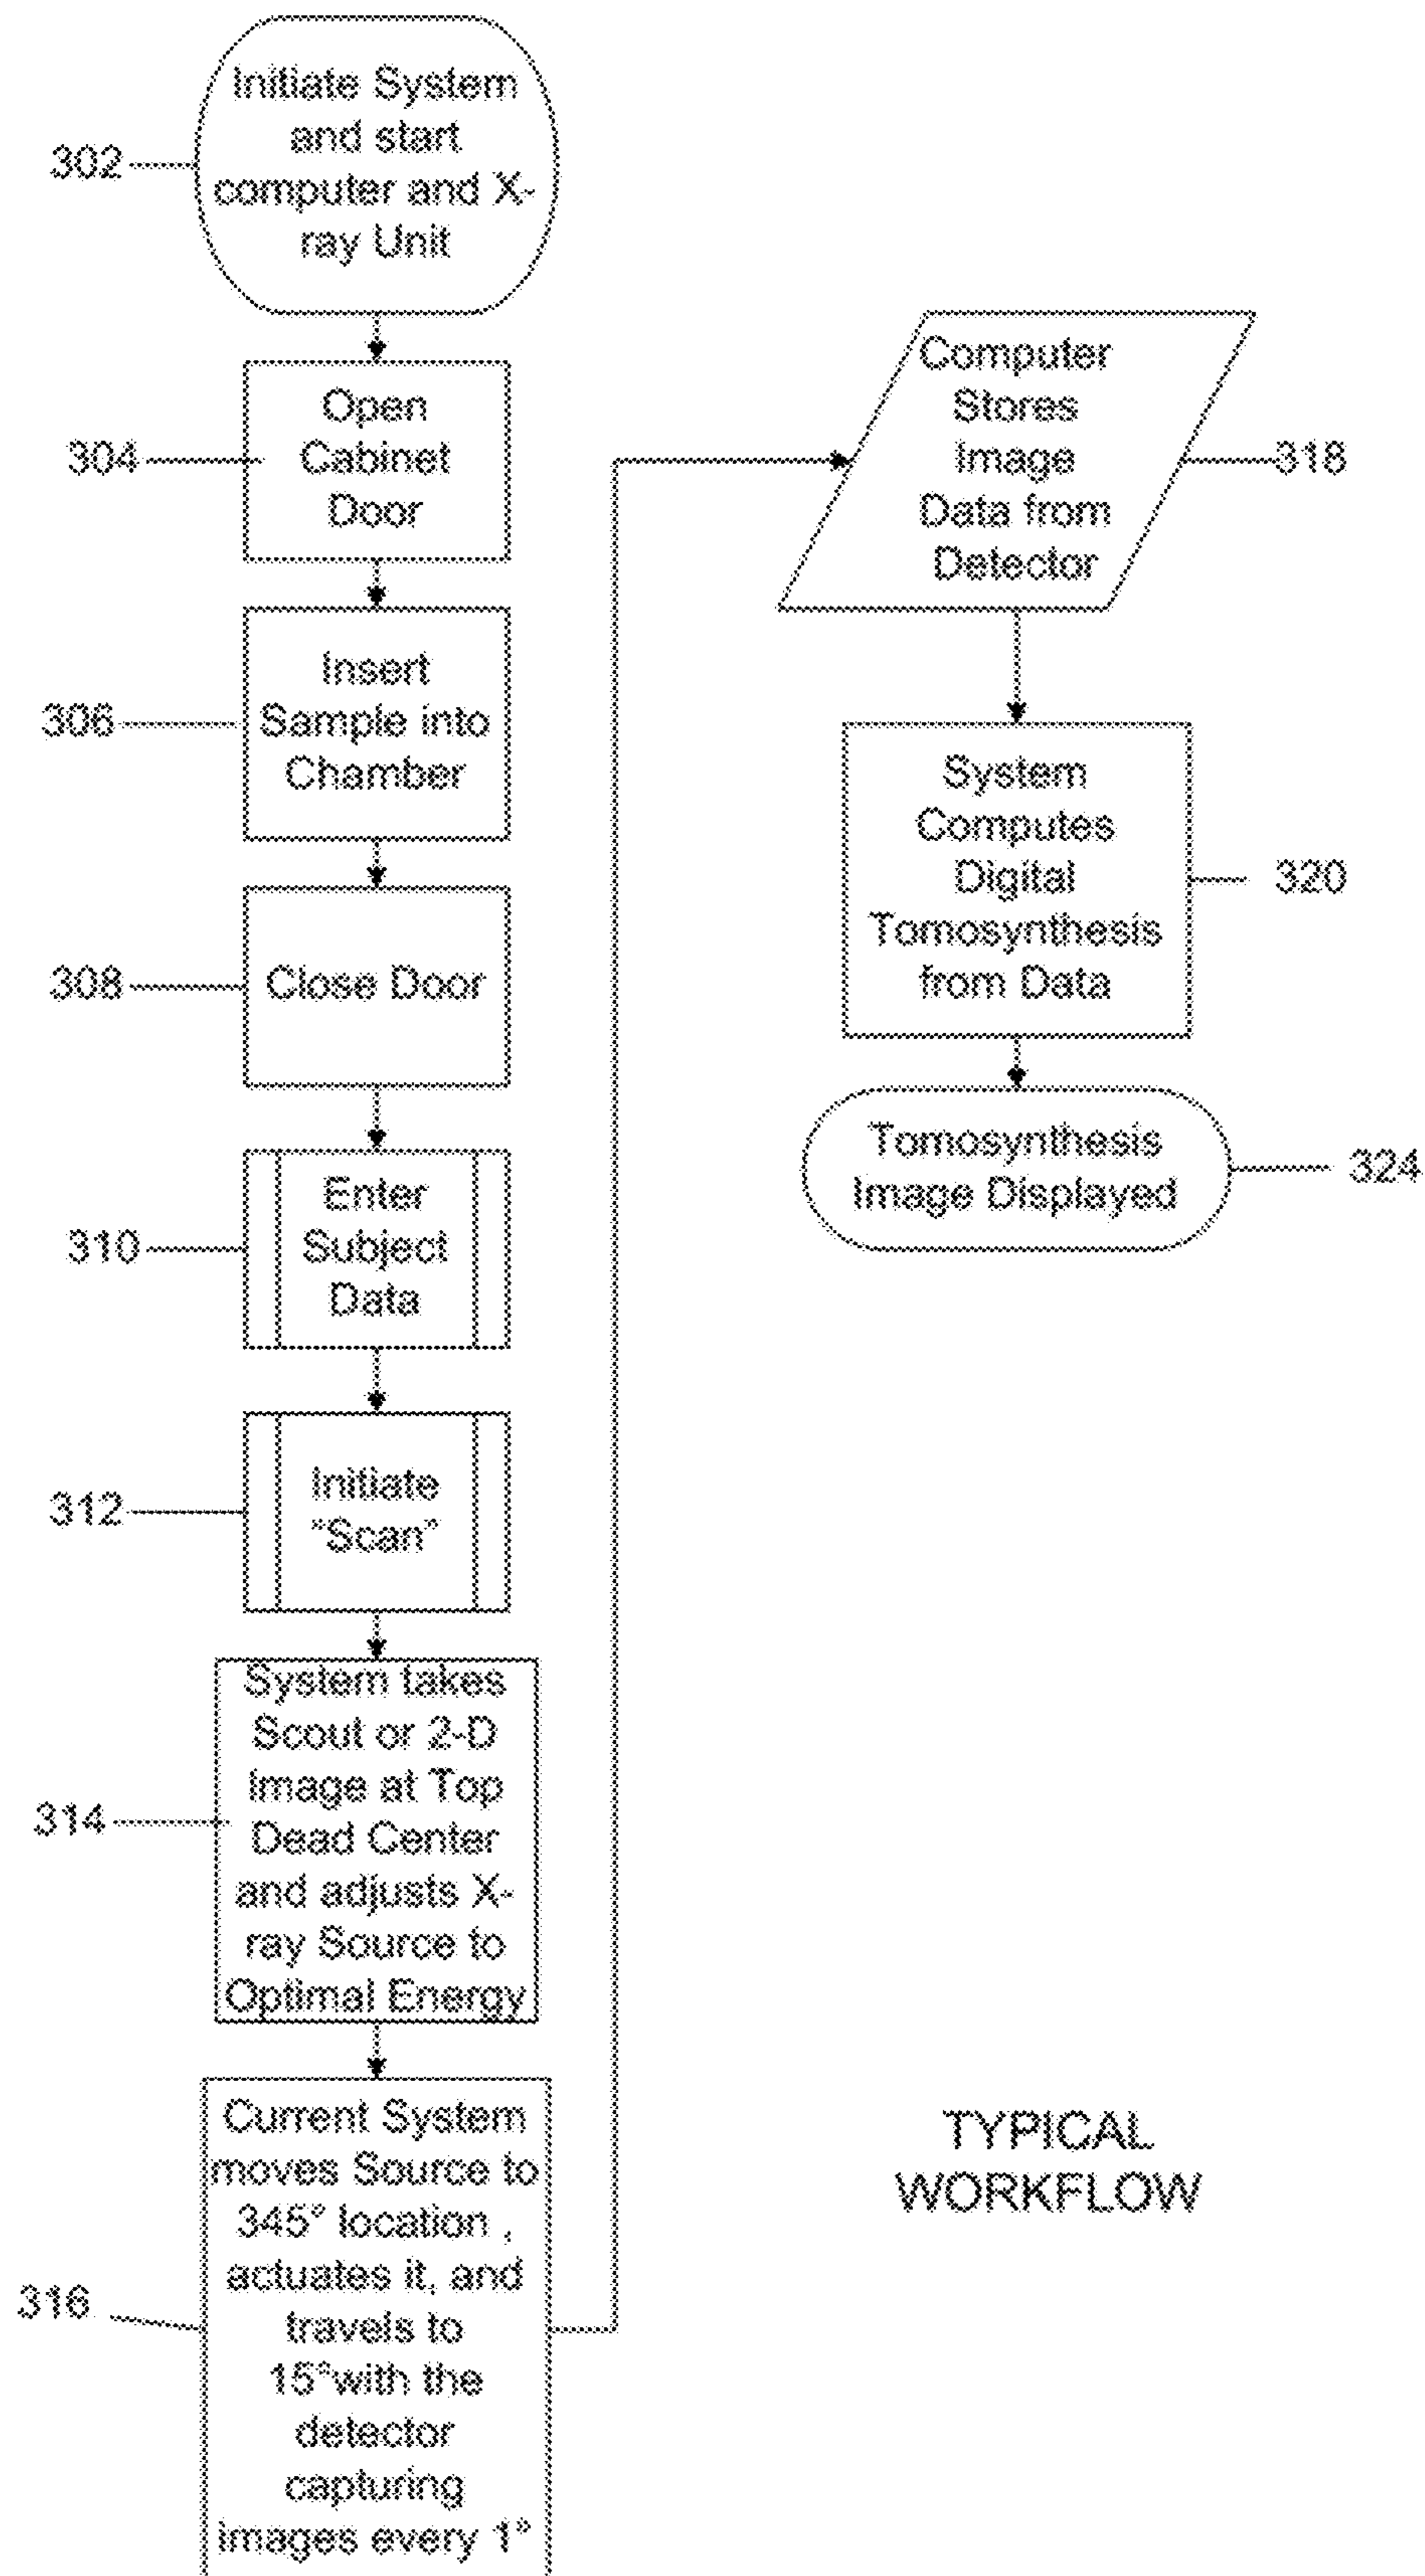 Initiate System
and start
computer and X-
ray Unit
302
Open
Cabinet
Door
304
Insert
Sample into
Chamber
306
Close Door
308
Enter
Subject
Data
310
Initiate
“Scan”
312
System takes
Scout or 2-D
image at Top
Dead Center
and adjusts X-
ray Source to
Optimal Energy
314
Current System
moves Source to
345° location ,
actuates it, and
travels to
15°with the
detector
capturing
images every 1°
316
Computer
Stores
Image
Data from
Detector
318
System
Computes
Digital
Tomosynthesis
from Data
320
Tomosynthesis
Image Displayed
324
TYPICAL
WORKFLOW